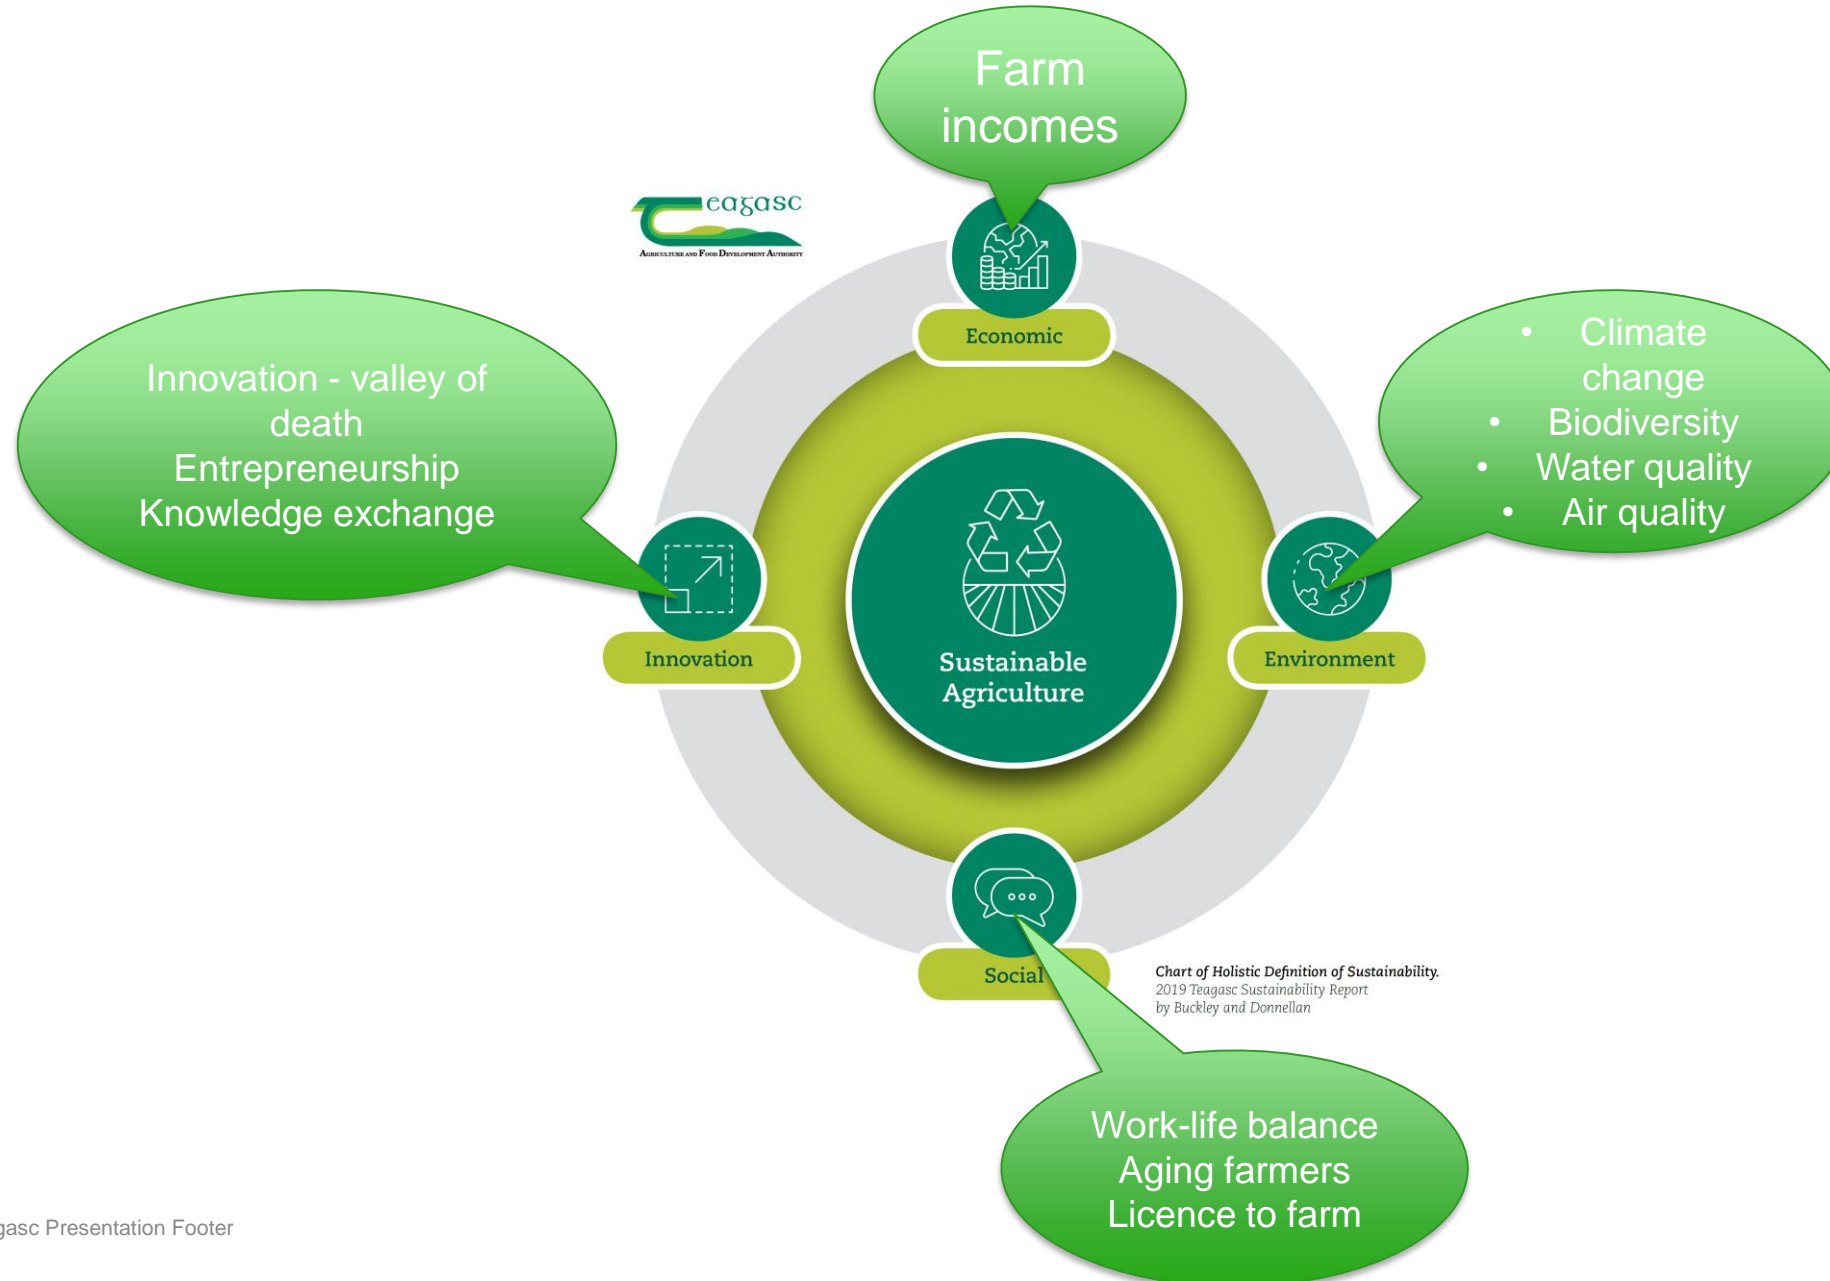 Farm
incomes
eagasc
AGRICULTURE AND FOOD DEVELOPMENT AUTHORITY
Economic
Innovation - valley of
death
Entrepreneurship
Knowledge exchange
• Climate
change
• Biodiversity
• Water quality
• Air quality
Innovation
Environment
Sustainable
Agriculture
Social
Chart of Holistic Definition of Sustainability.
2019 Teagasc Sustainability Report
by Buckley and Donnellan
Work-life balance
Aging farmers
Licence to farm
gasc Presentation Footer